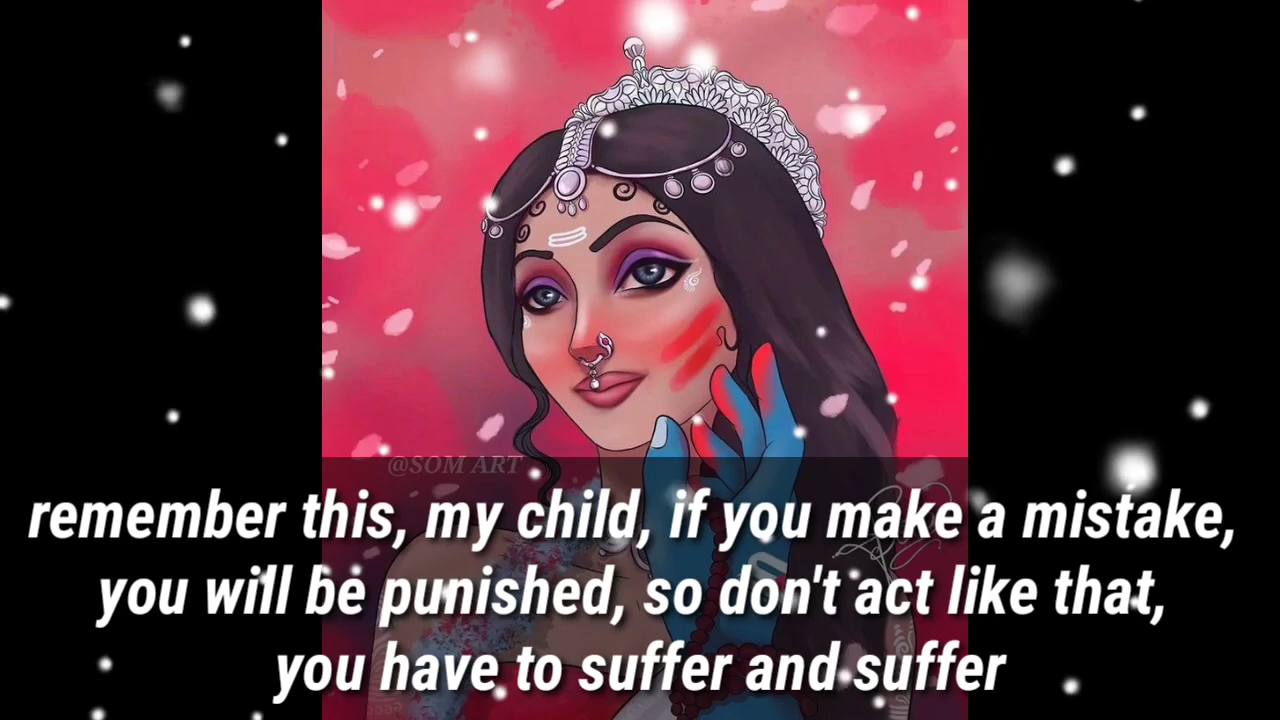 @SOM ART
remember this, my child, if you make a mistake,
you will be punished, so don't act like that,
you have to suffer and suffer